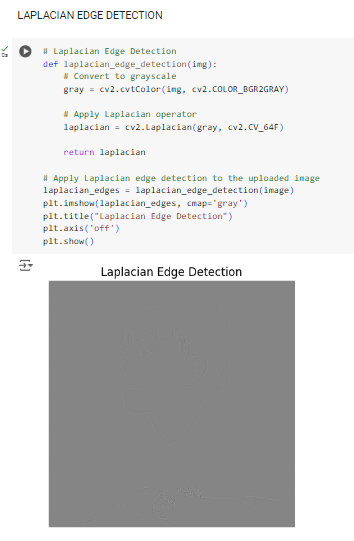 LAPLACIAN EDGE DETECTION
# Laplacian Edge Detection
def laplacian_edge_detection(img):
# Convert to grayscale
gray = cv2.cvtColor(img, cv2.COLOR_BGR2GRAY)
# Apply Laplacian operator
laplacian = cv2.Laplacian(gray, cv2.CV_64F)
return laplacian
# Apply Laplacian edge detection to the uploaded image
laplacian_edges = laplacian_edge_detection(image)
plt.imshow(laplacian_edges, cmap='gray')
plt.title("Laplacian Edge Detection")
plt.axis('off')
plt.show()
Laplacian Edge Detection